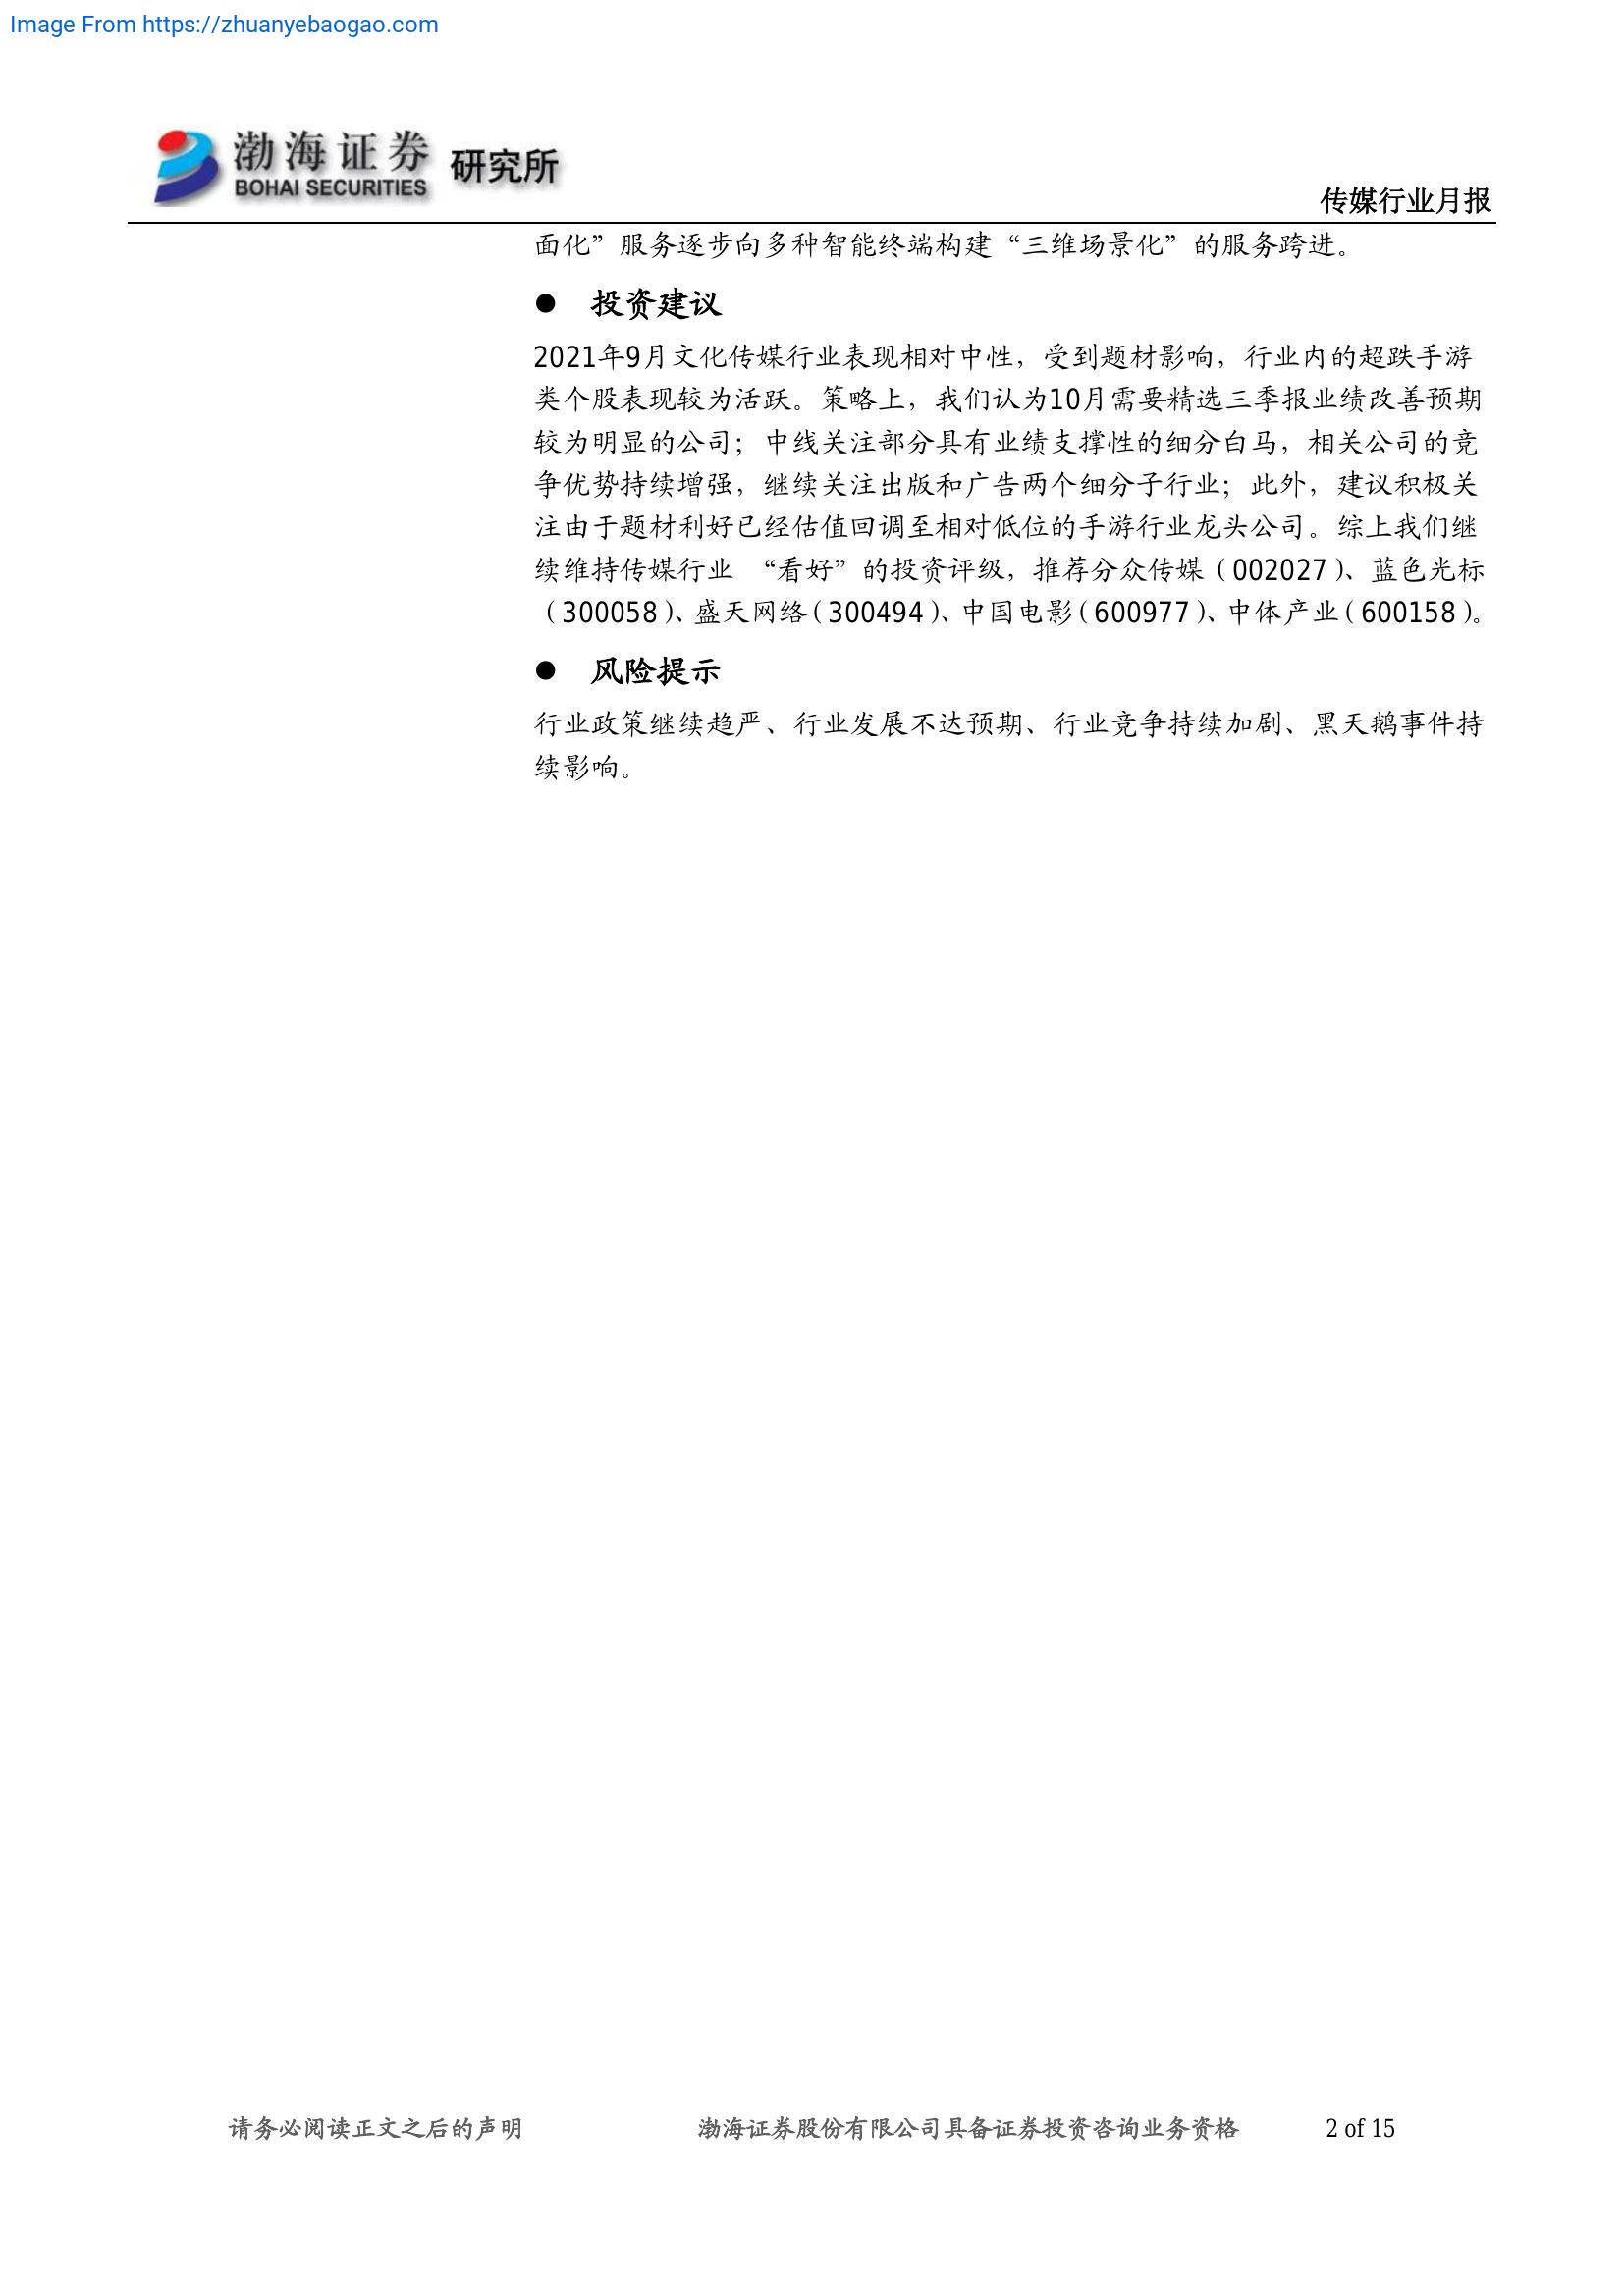 Image From https://zhuanyebaogao.com
渤海证券 研究所
BOHAI SECURITIES
传媒行业月报
面化”服务逐步向多种智能终端构建“三维场景化”的服务跨进。
● 投资建议
2021年9月文化传媒行业表现相对中性，受到题材影响，行业内的超跌手游
类个股表现较为活跃。策略上，我们认为10月需要精选三季报业绩改善预期
较为明显的公司；中线关注部分具有业绩支撑性的细分白马，相关公司的竞
争优势持续增强，继续关注出版和广告两个细分子行业；此外，建议积极关
注由于题材利好已经估值回调至相对低位的手游行业龙头公司。综上我们继
续维持传媒行业 “看好”的投资评级，推荐分众传媒（002027）、蓝色光标
（300058）、盛天网络（300494）、中国电影（600977）、中体产业（600158）。
● 风险提示
行业政策继续趋严、行业发展不达预期、行业竞争持续加剧、黑天鹅事件持
续影响。
请务必阅读正文之后的声明 渤海证券股份有限公司具备证券投资咨询业务资格 2 of 15